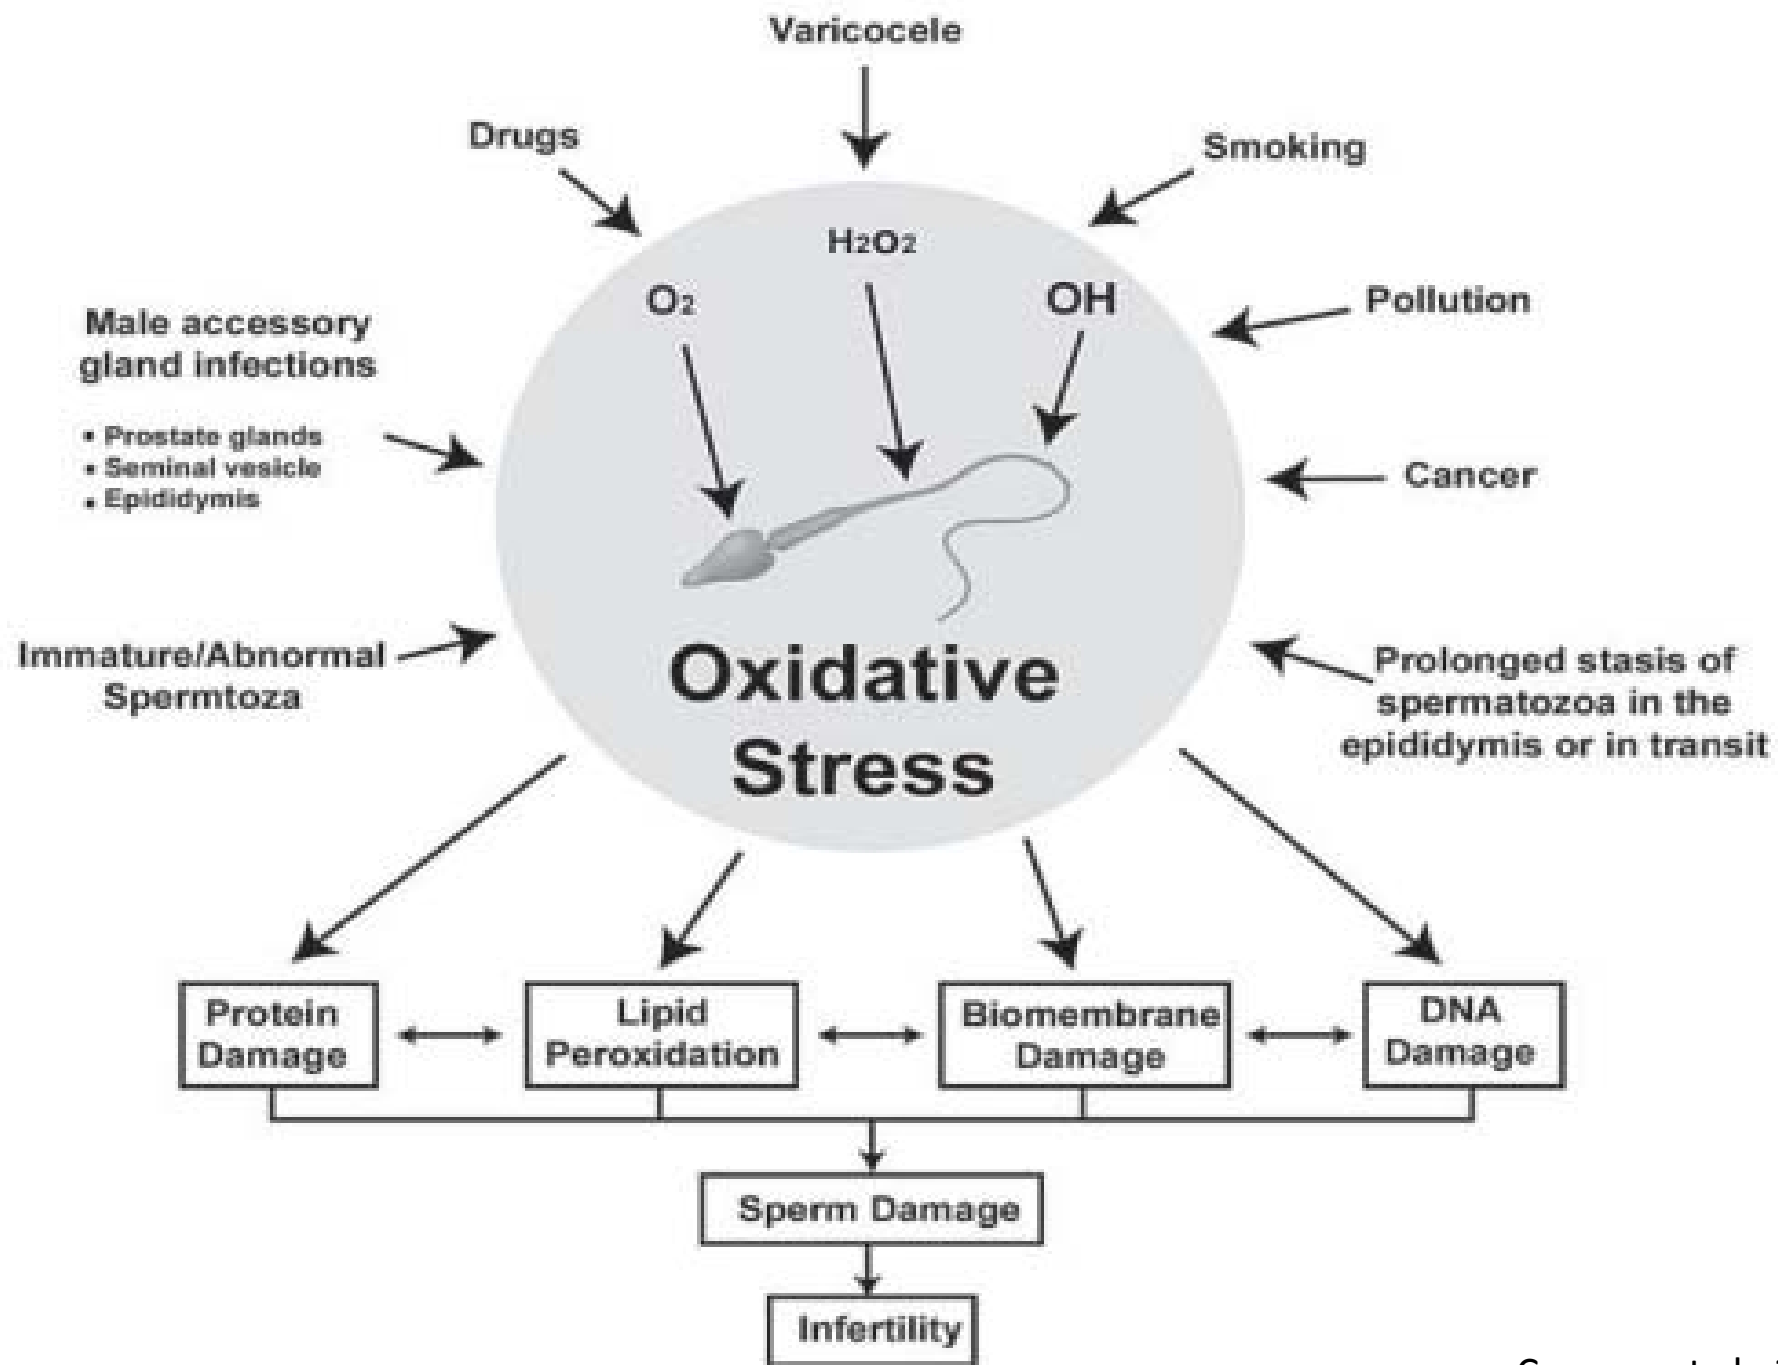 Varicocele
Drugs
Smoking
H2O2
O2
OH
Pollution
Male accessory
gland infections
▪ Prostate glands
▪ Seminal vesicle
▪ Epididymis
Cancer
Immature/Abnormal
Spermtoza
Prolonged stasis of
spermatozoa in the
epididymis or in transit
Oxidative
Stress
Protein
Damage
Lipid
Peroxidation
Biomembrane
Damage
DNA
Damage
Sperm Damage
Infertility